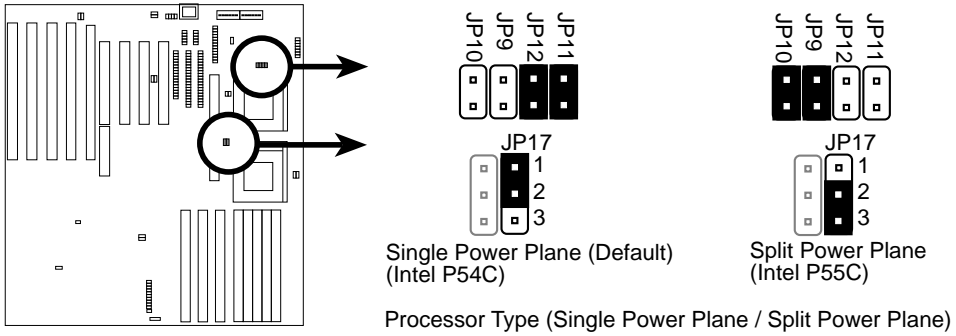 JP10 JP9 JP12 JP11
JP17
1
2
3
Single Power Plane (Default)
(Intel P54C)
JP10 JP9 JP12 JP11
JP17
1
2
3
Split Power Plane
(Intel P55C)
Processor Type (Single Power Plane / Split Power Plane)